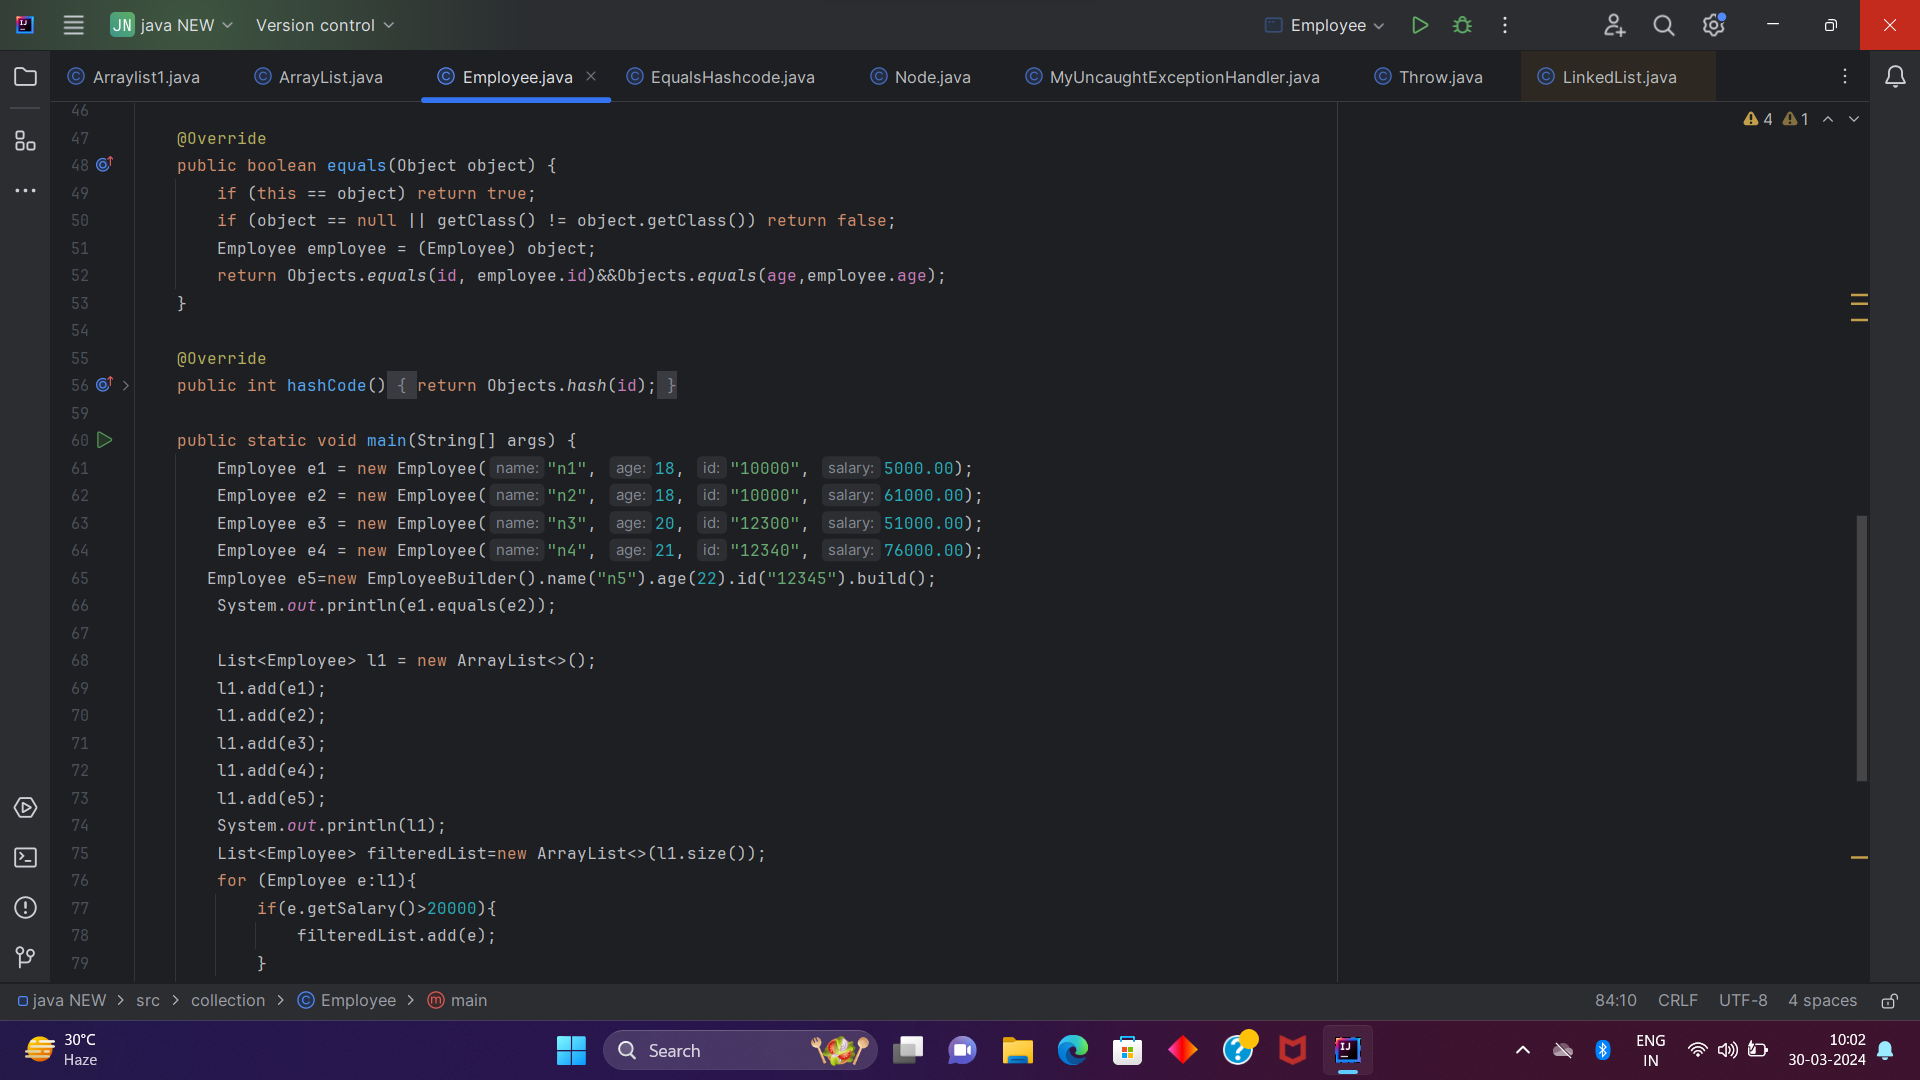 JN java NEW Version control Employee
Arraylist1.java ArrayList.java Employee.java EqualsHashcode.java Node.java MyUncaughtExceptionHandler.java Throw.java LinkedList.java
46
4 1
47 @Override
48 public boolean equals(Object object) {
49 if (this == object) return true;
50 if (object == null || getClass() != object.getClass()) return false;
51 Employee employee = (Employee) object;
52 return Objects.equals(id, employee.id)&&Objects.equals(age,employee.age);
53 }
54
55 @Override
56 public int hashCode() { return Objects.hash(id); }
59
60 public static void main(String[] args) {
61 Employee e1 = new Employee( name: "n1", age: 18, id: "10000", salary: 5000.00);
62 Employee e2 = new Employee( name: "n2", age: 18, id: "10000", salary: 61000.00);
63 Employee e3 = new Employee( name: "n3", age: 20, id: "12300", salary: 51000.00);
64 Employee e4 = new Employee( name: "n4", age: 21, id: "12340", salary: 76000.00);
65 Employee e5=new EmployeeBuilder().name("n5").age(22).id("12345").build();
66 System.out.println(e1.equals(e2));
67
68 List<Employee> l1 = new ArrayList<>();
69 l1.add(e1);
70 l1.add(e2);
71 l1.add(e3);
72 l1.add(e4);
73 l1.add(e5);
74 System.out.println(l1);
75 List<Employee> filteredList=new ArrayList<>(l1.size());
76 for (Employee e:l1){
77 if(e.getSalary()>20000){
78 filteredList.add(e);
79 }
java NEW > src > collection > Employee > main 84:10 CRLF UTF-8 4 spaces
30°C
Haze
Search
ENG
IN
10:02
30-03-2024